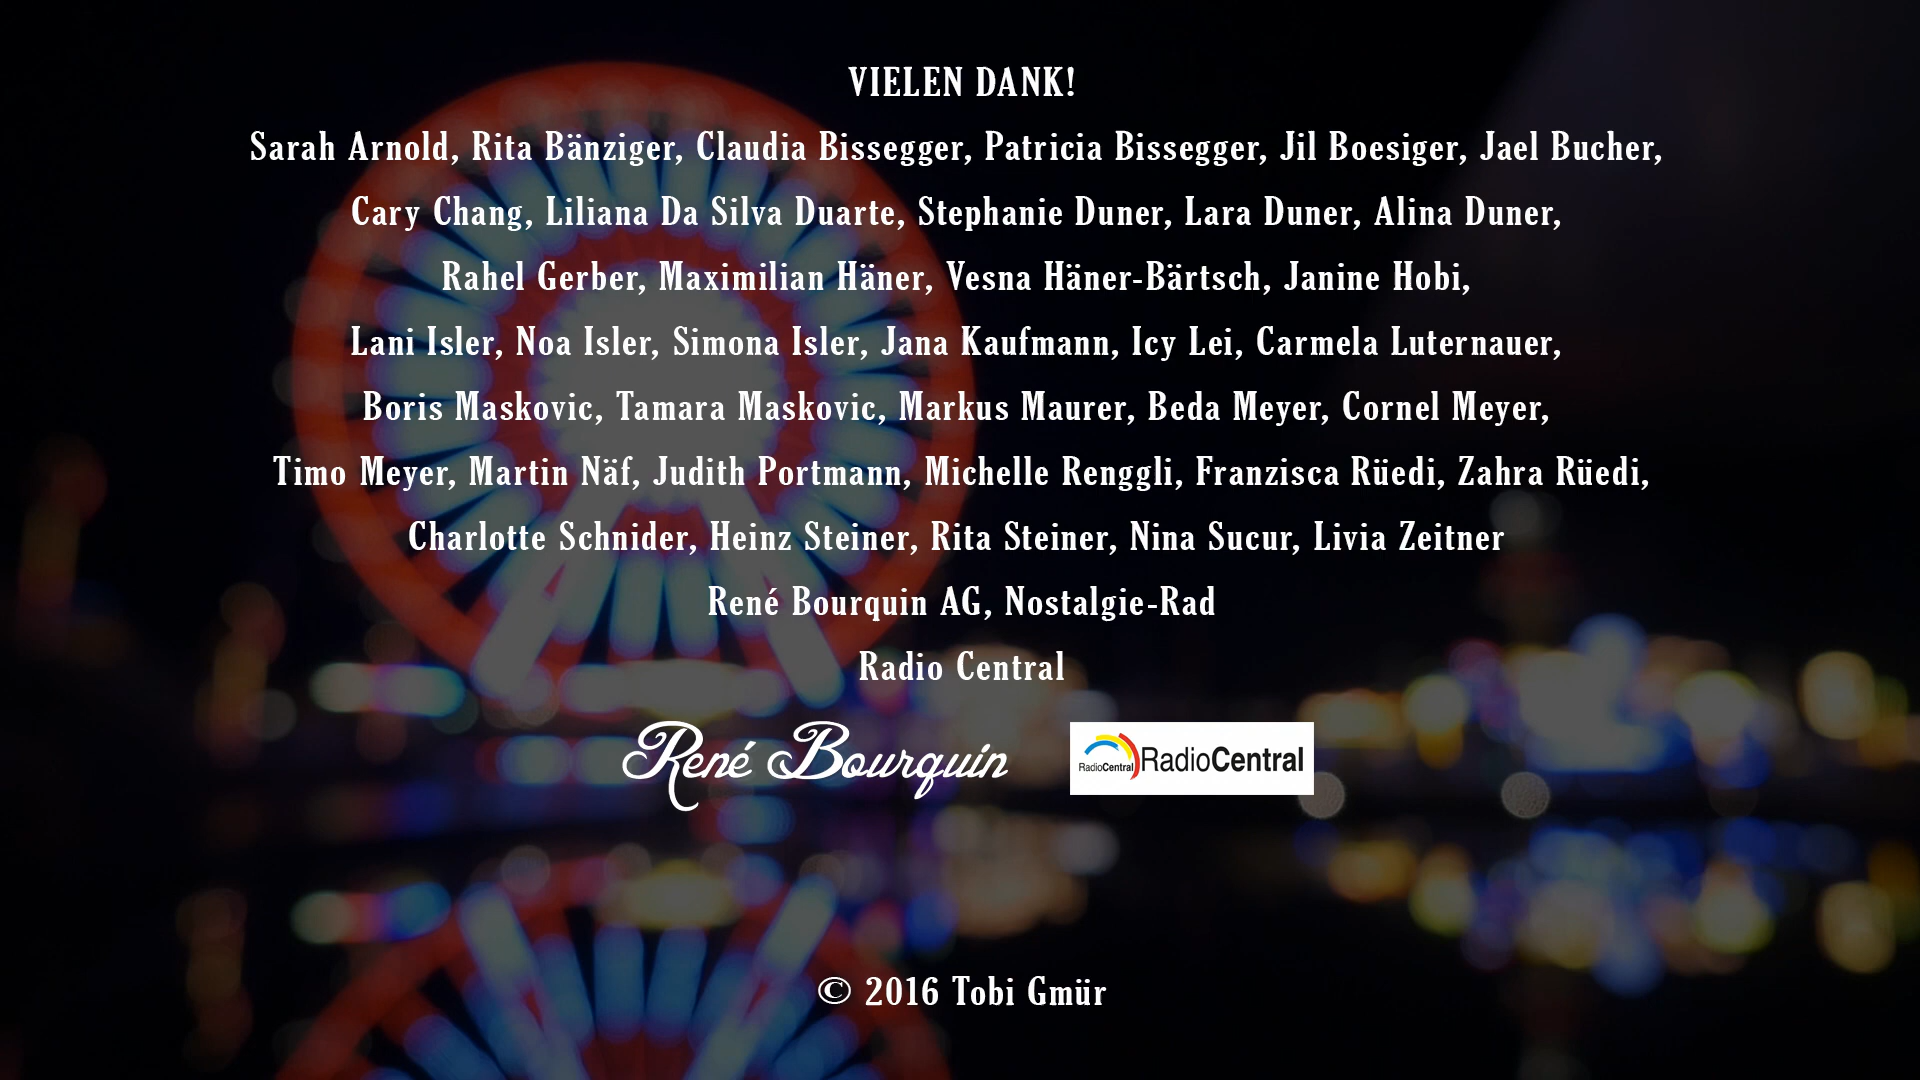 VIELEN DANK!
Sarah Arnold, Rita Bänziger, Claudia Bissegger, Patricia Bissegger, Jil Boesiger, Jael Bucher,
Cary Chang, Liliana Da Silva Duarte, Stephanie Duner, Lara Duner, Alina Duner,
Rahel Gerber, Maximilian Häner, Vesna Häner-Bärtsch, Janine Hobi,
Lani Isler, Noa Isler, Simona Isler, Jana Kaufmann, Icy Lei, Carmela Luternauer,
Boris Maskovic, Tamara Maskovic, Markus Maurer, Beda Meyer, Cornel Meyer,
Timo Meyer, Martin Näf, Judith Portmann, Michelle Renggli, Franzisca Rüedi, Zahra Rüedi,
Charlotte Schnider, Heinz Steiner, Rita Steiner, Nina Sucur, Livia Zeitner
René Bourquin AG, Nostalgie-Rad
Radio Central
René Bourquin
RadioCentral RadioCentral
© 2016 Tobi Gmür